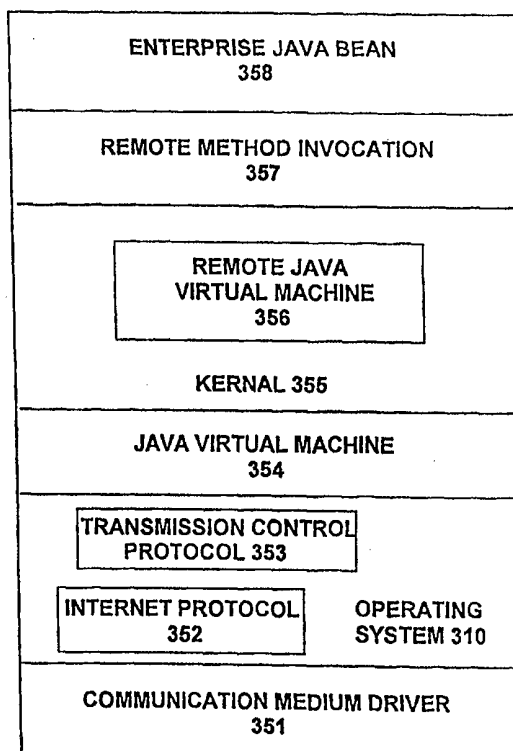 ENTERPRISE JAVA BEAN
358
REMOTE METHOD INVOCATION
357
REMOTE JAVA
VIRTUAL MACHINE
356
KERNAL 355
JAVA VIRTUAL MACHINE
354
TRANSMISSION CONTROL
PROTOCOL 353
INTERNET PROTOCOL
352
OPERATING
SYSTEM 310
COMMUNICATION MEDIUM DRIVER
351